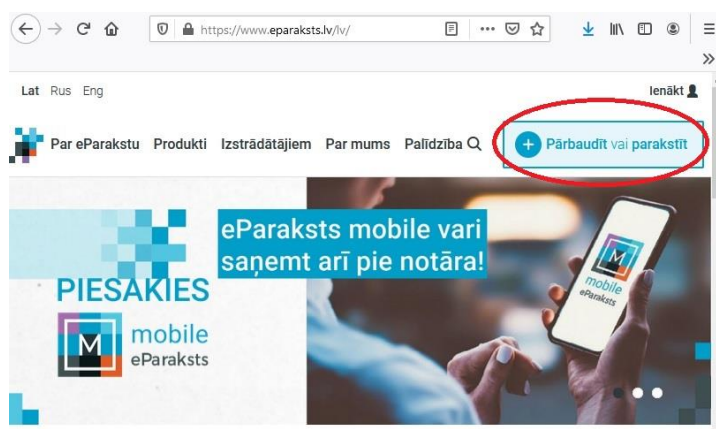 https://www.eparaksts.lv/lv/
Lat Rus Eng
Ienākt
Par eParakstu Produkti Izstrādātājiem Par mums Palīdzība
Pārbaudīt vai parakstīt
eParaksts mobile vari
saņemt arī pie notāra!
PIESAKIES
M
mobile
eParaksts
M
mobile
eParaksts